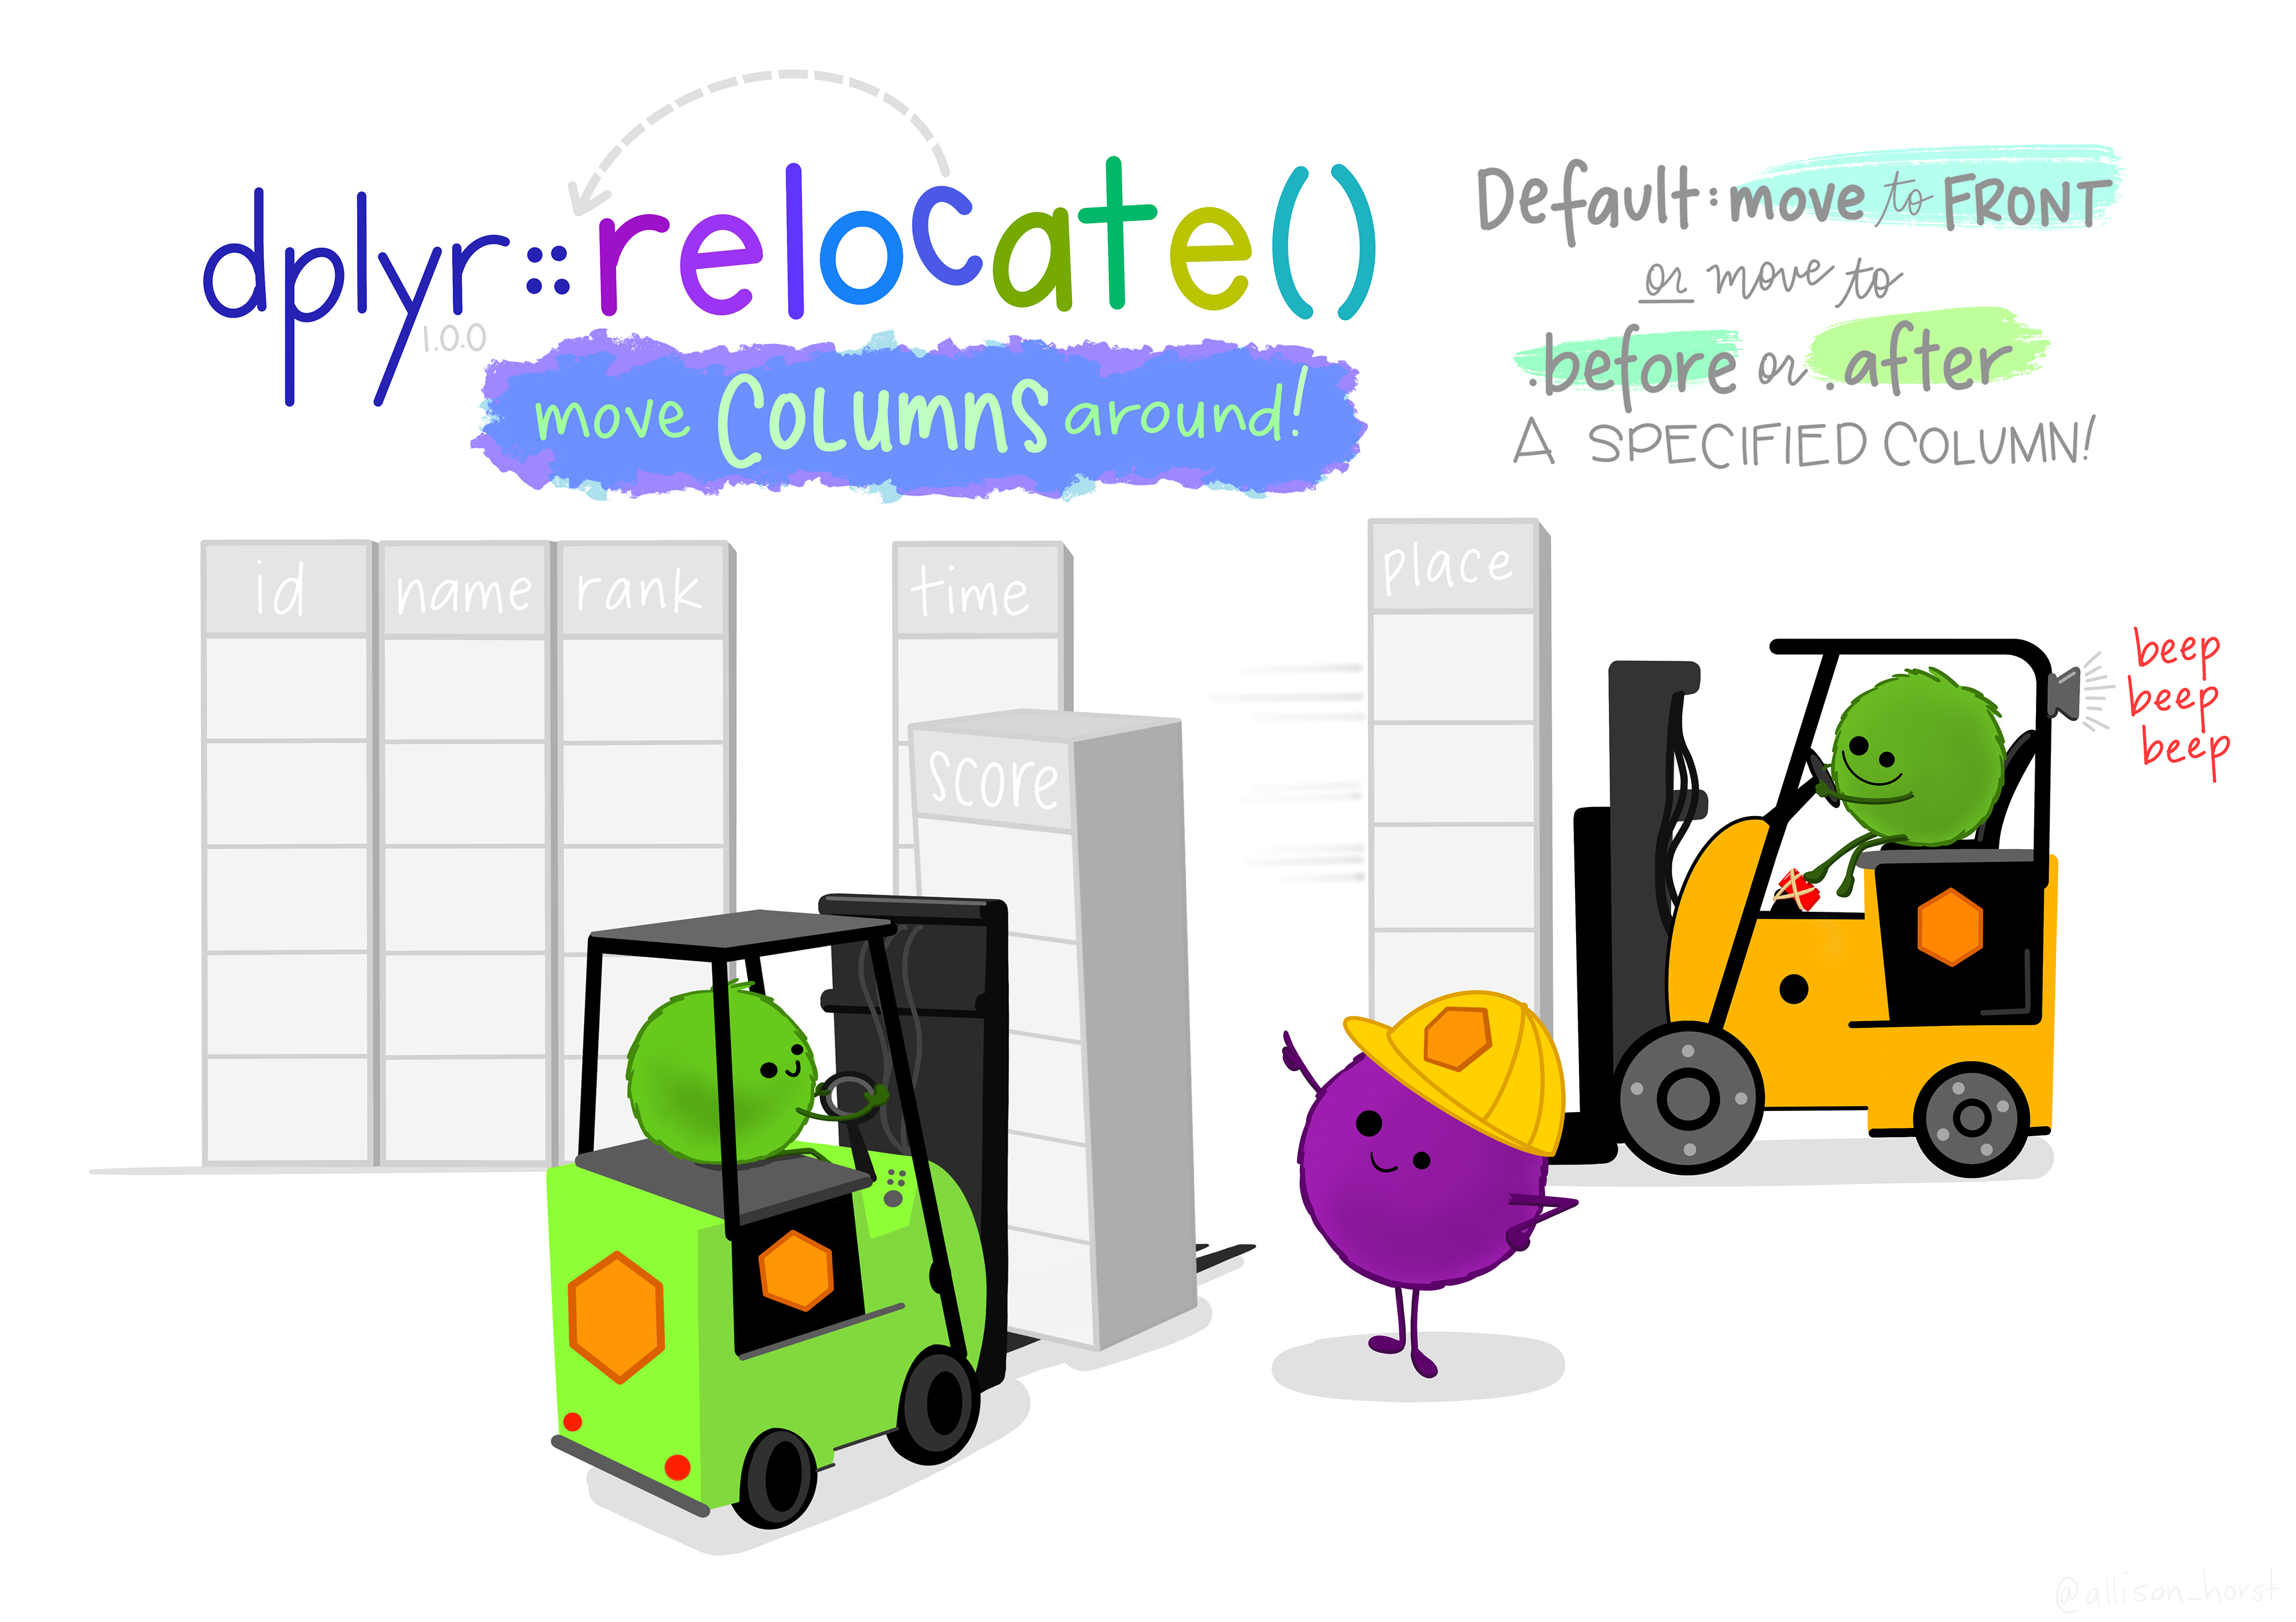 dplyr::relocate()
1.0.0
move Columns around!
Default: move to FRONT
or move to
.before or .after
A SPECIFIED COLUMN!
id name rank time place
score
beep
beep
beep
@allison_horst